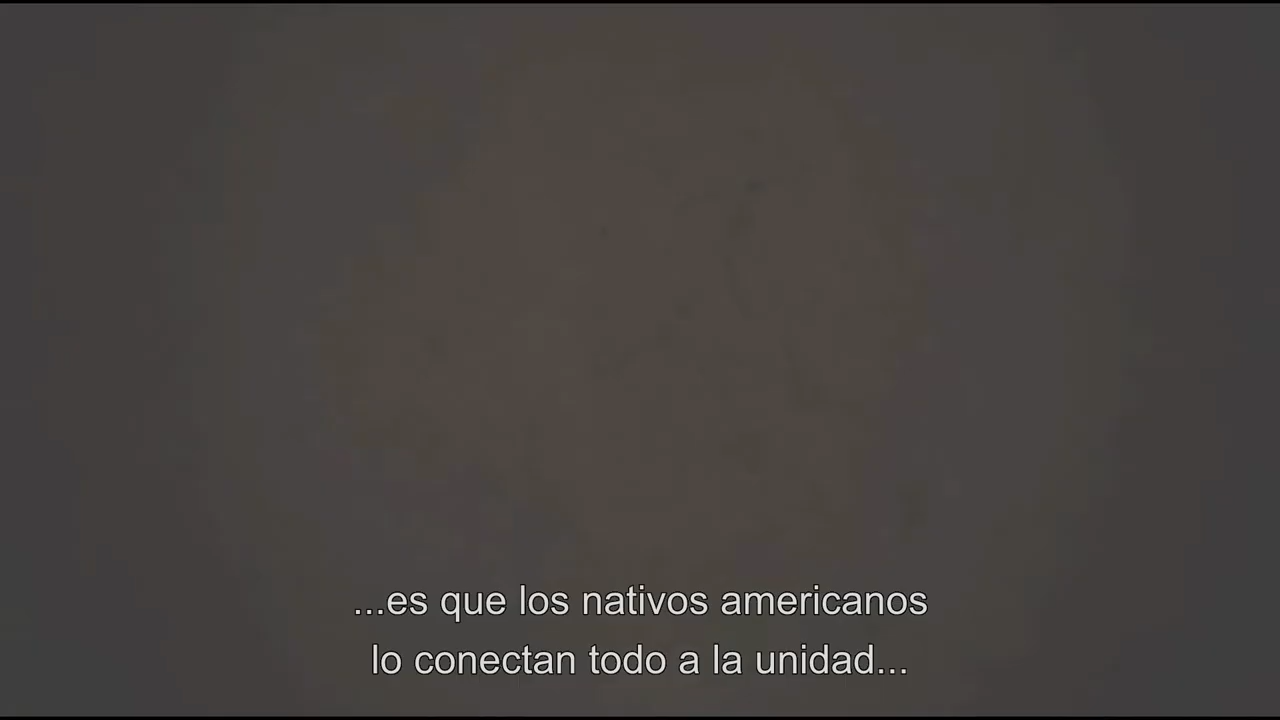 ...es que los nativos americanos
lo conectan todo a la unidad...